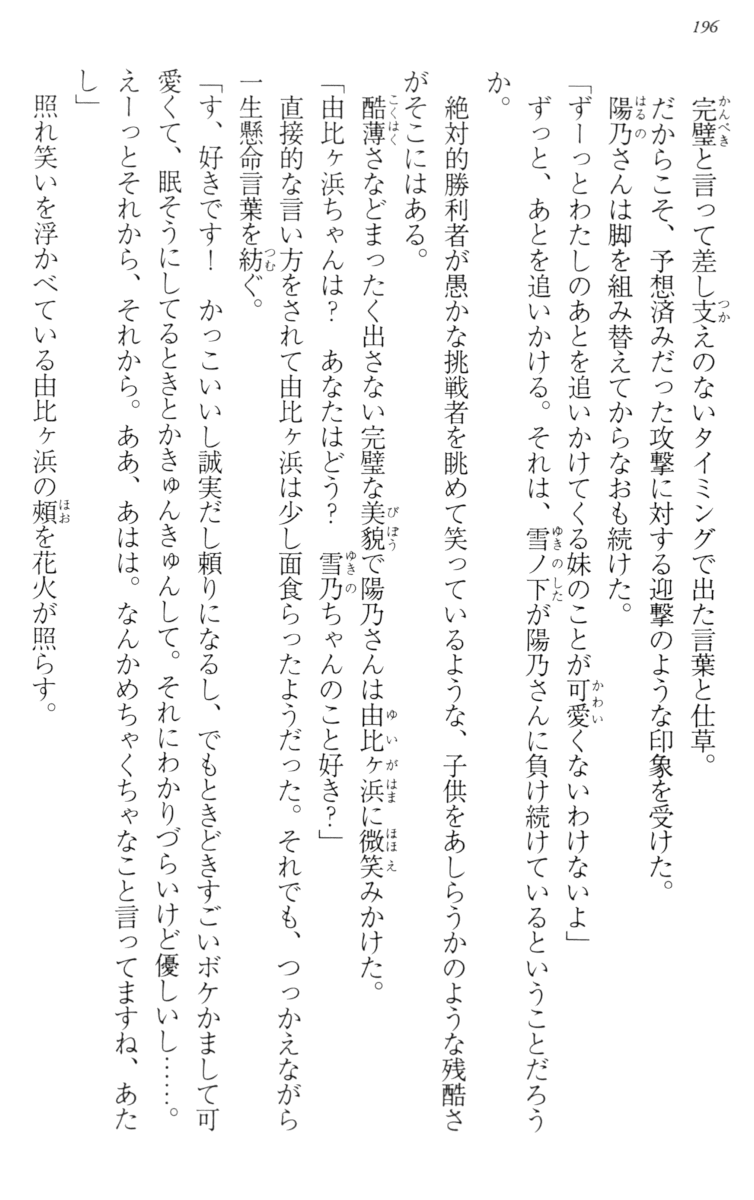 196
完璧と言って差し支えのないタイミングで出た言葉と仕草。
だからこそ、予想済みだった攻撃に対する迎撃のような印象を受けた。
陽乃さんは脚を組み替えてからなおも続けた。
「ずーっとわたしのあとを追いかけてくる妹のことが可愛くないわけないよ」
ずっと、あとを追いかける。それは、雪ノ下が陽乃さんに負け続けているということだろう
か。
絶対的勝利者が愚かな挑戦者を眺めて笑っているような、子供をあしらうかのような残酷さ
がそこにはある。
酷薄さなどまったく出さない完璧な美貌で陽乃さんは由比ヶ浜に微笑みかけた。
「由比ヶ浜ちゃんは？　あなたはどう？　雪乃ちゃんのこと好き？」
直接的な言い方をされて由比ヶ浜は少し面食らったようだった。それでも、つっかえながら
一生懸命言葉を紡ぐ。
「す、好きです！　かっこいいし誠実だし頼りになるし、でもときどきすごいボケかまして可
愛くて、眠そうにしてるときとかきゅんきゅんして。それにわかりづらいけど優しいし……。
えーっとそれから、それから。ああ、あはは。なんかめちゃくちゃなこと言ってますね、あた
し」
照れ笑いを浮かべている由比ヶ浜の頰を花火が照らす。